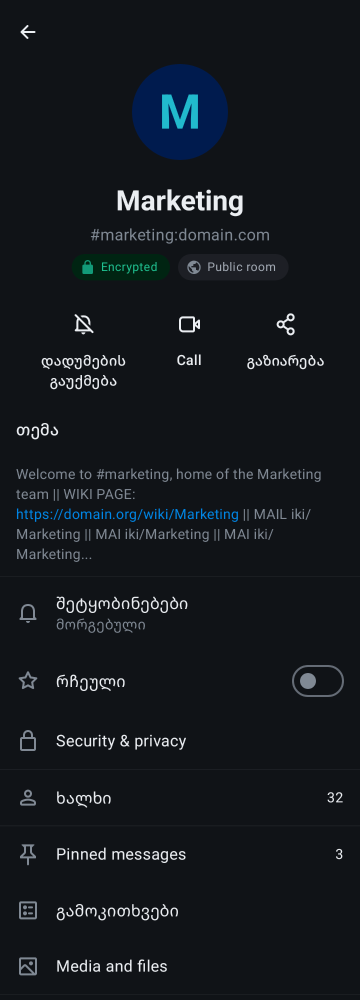 M
Marketing
#marketing:domain.com
Encrypted
Public room
დადუმების
გაუქმება
Call
გაზიარება
თემა
Welcome to #marketing, home of the Marketing
team || WIKI PAGE:
https://domain.org/wiki/Marketing || MAIL iki/
Marketing || MAI iki/Marketing || MAI iki/
Marketing...
შეტყობინებები
მორგებული
რჩეული
Security & privacy
ხალხი 32
Pinned messages 3
გამოკითხვები
Media and files